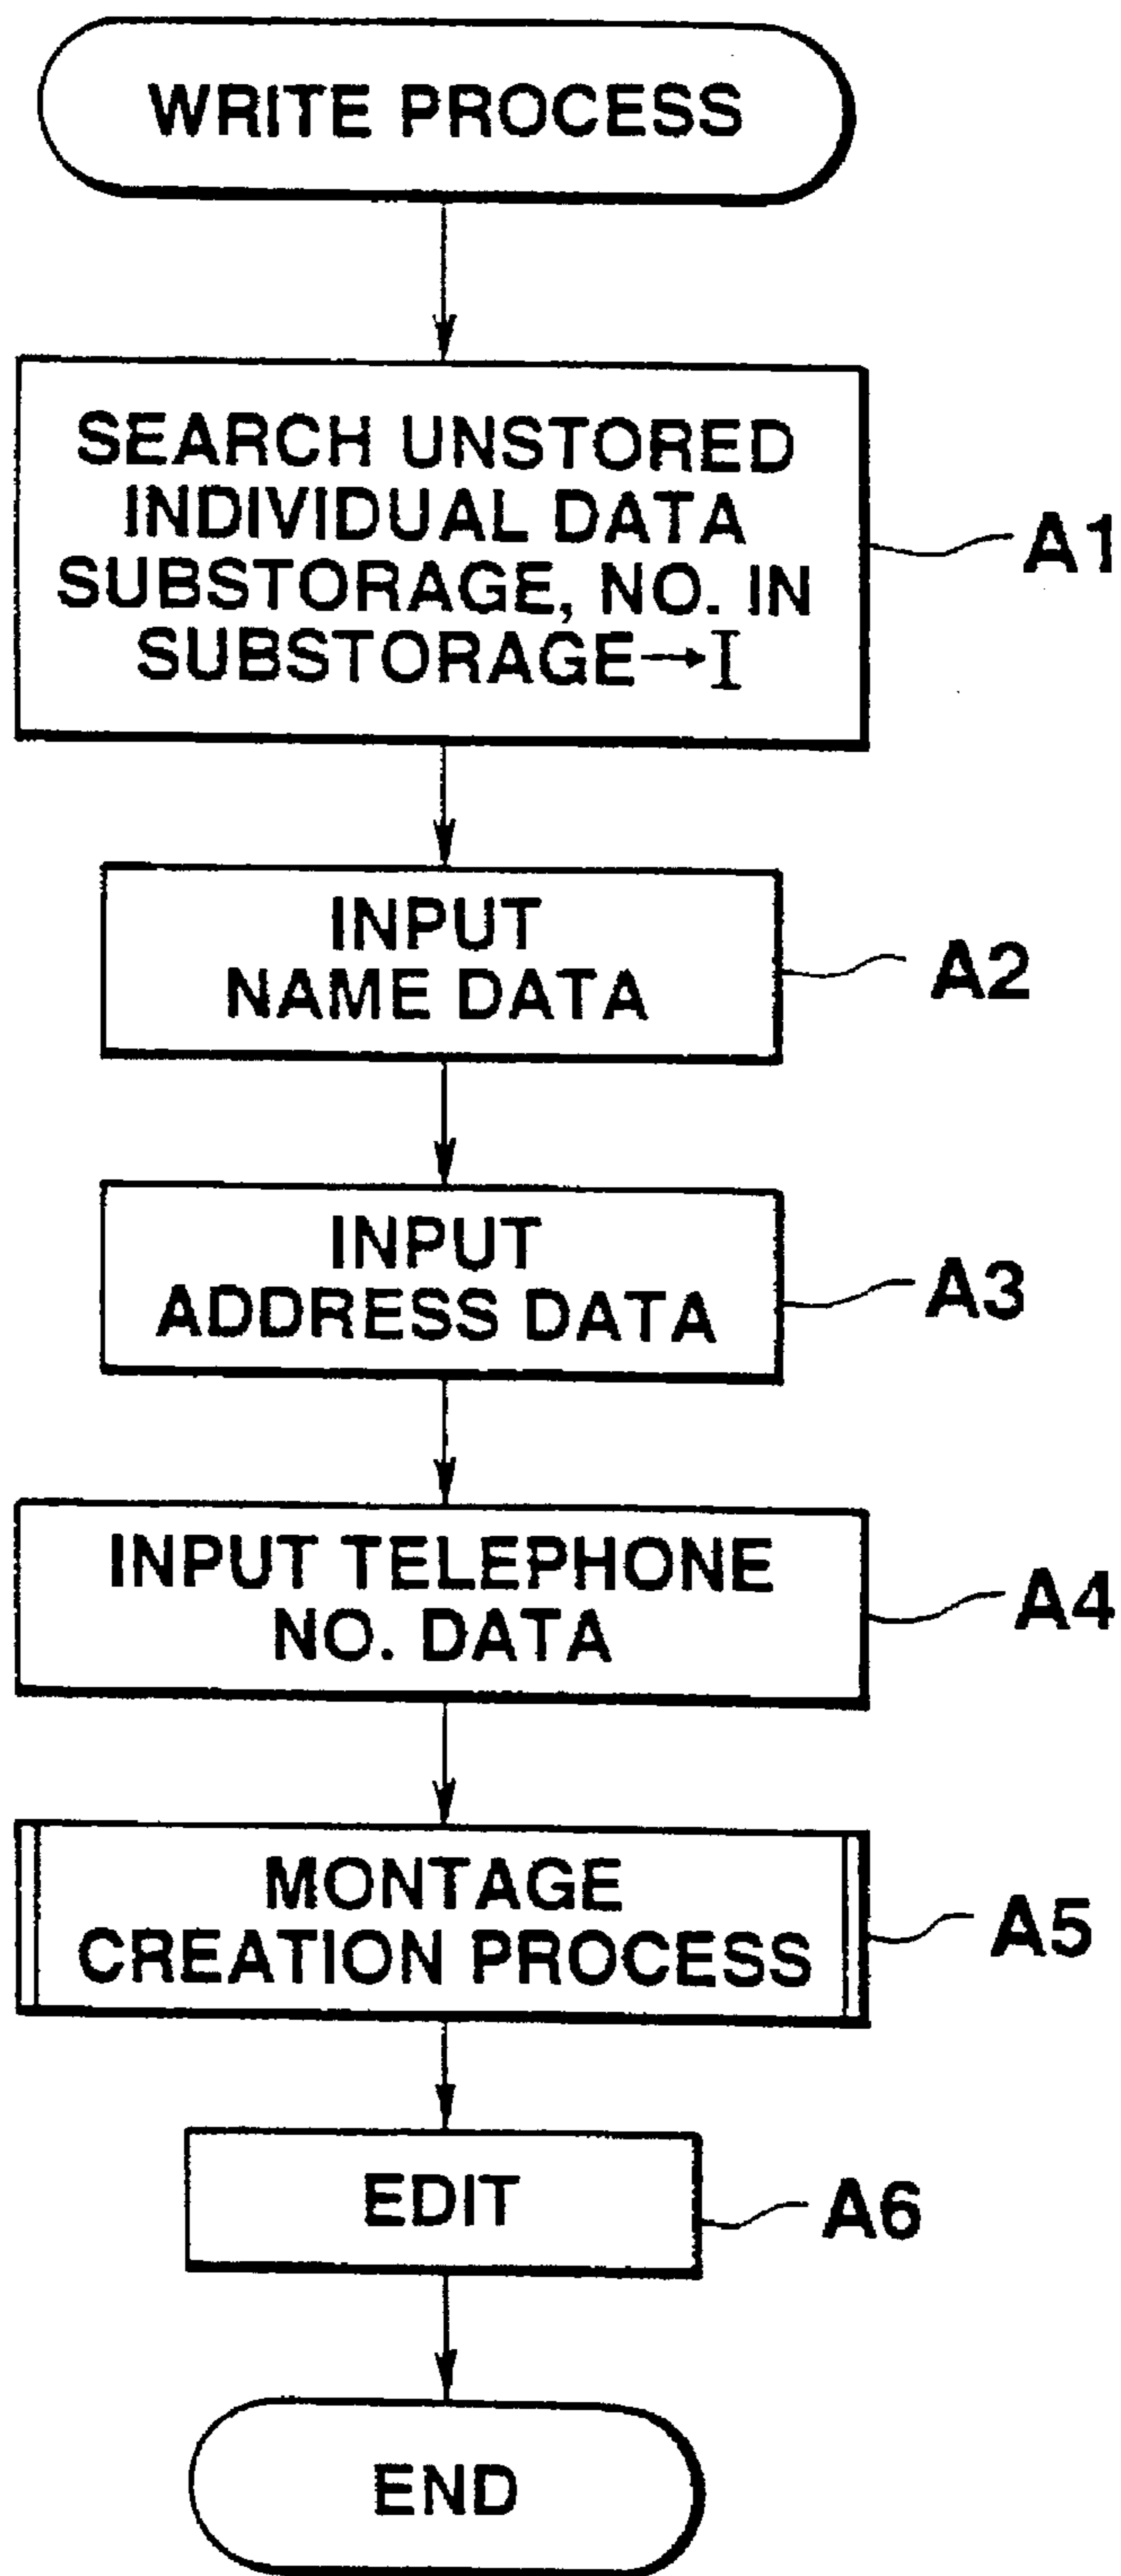 WRITE PROCESS
SEARCH UNSTORED
INDIVIDUAL DATA
SUBSTORAGE, NO. IN
SUBSTORAGE→I
A1
INPUT
NAME DATA
A2
INPUT
ADDRESS DATA
A3
INPUT TELEPHONE
NO. DATA
A4
MONTAGE
CREATION PROCESS
A5
EDIT
A6
END